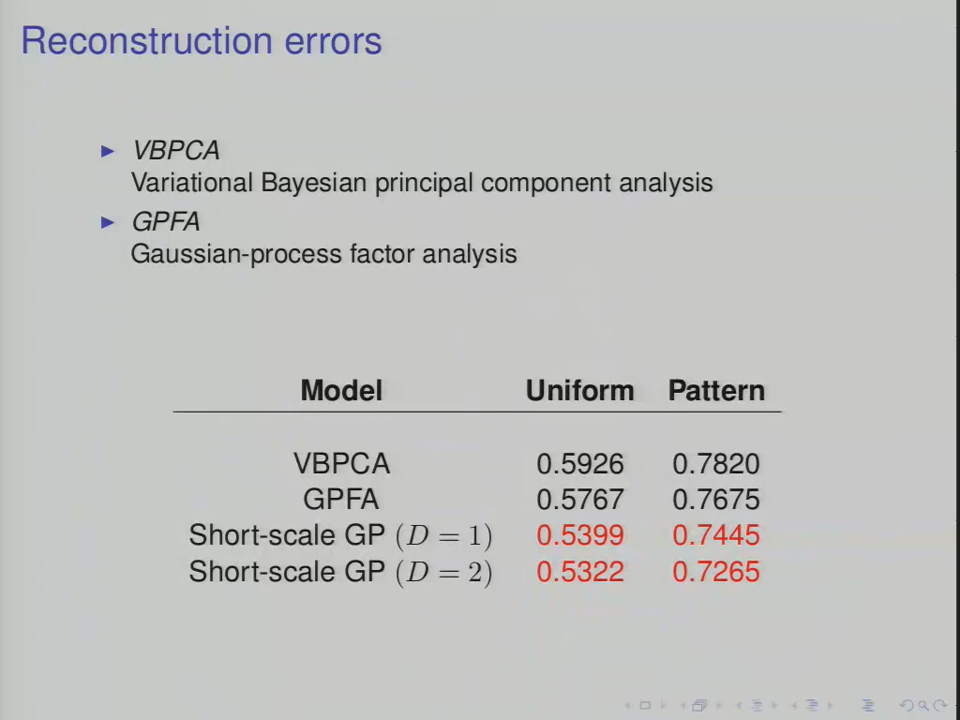 Reconstruction errors
VBPCA
Variational Bayesian principal component analysis
GPFA
Gaussian-process factor analysis
Model Uniform Pattern
VBPCA 0.5926 0.7820
GPFA 0.5767 0.7675
Short-scale GP (D = 1) 0.5399 0.7445
Short-scale GP (D = 2) 0.5322 0.7265